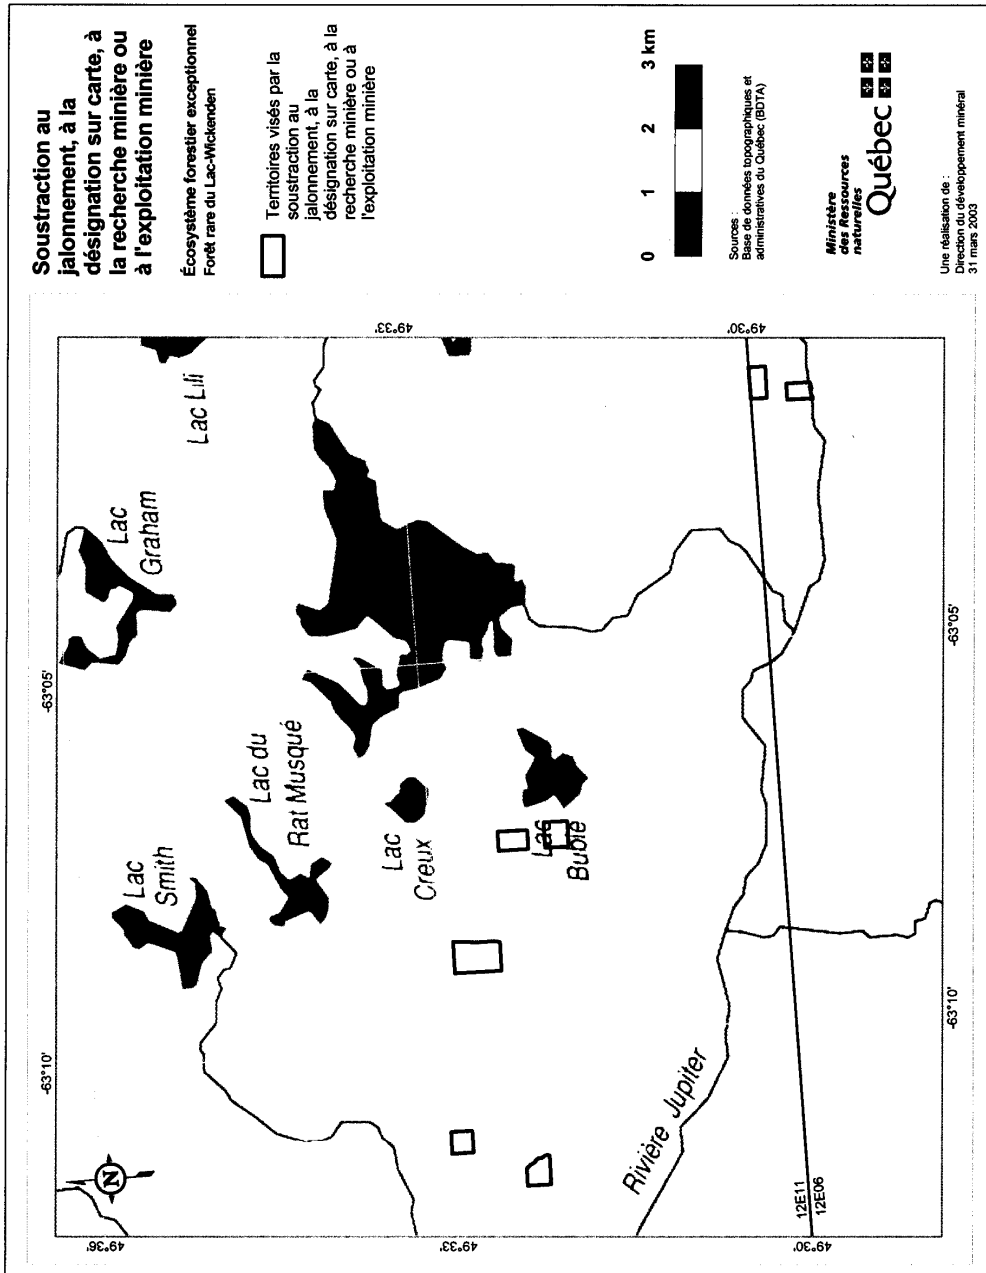 Soustraction au
jalonnement, à la
désignation sur carte, à
la recherche minière ou
à l'exploitation minière
Écosystème forestier exceptionnel
Forêt rare du Lac-Wickenden
Territoires visés par la
soustraction au
jalonnement, à la
désignation sur carte, à la
recherche minière ou à
l'exploitation minière
0 1 2 3 km
Sources :
Base de données topographiques et
administratives du Québec (BDTA)
Ministère
des Ressources
naturelles
Québec
Une réalisation de :
Direction du développement minéral
31 mars 2003
-63°10'
-63°05'
49°36'
49°33'
49°30'
49°33'
49°30'
-63°10'
-63°05'
N
Lac
Smith
Lac du
Rat Musqué
Lac
Graham
Lac Lili
Lac
Creux
Lac
Bubie
Rivière Jupiter
12E11
12E06